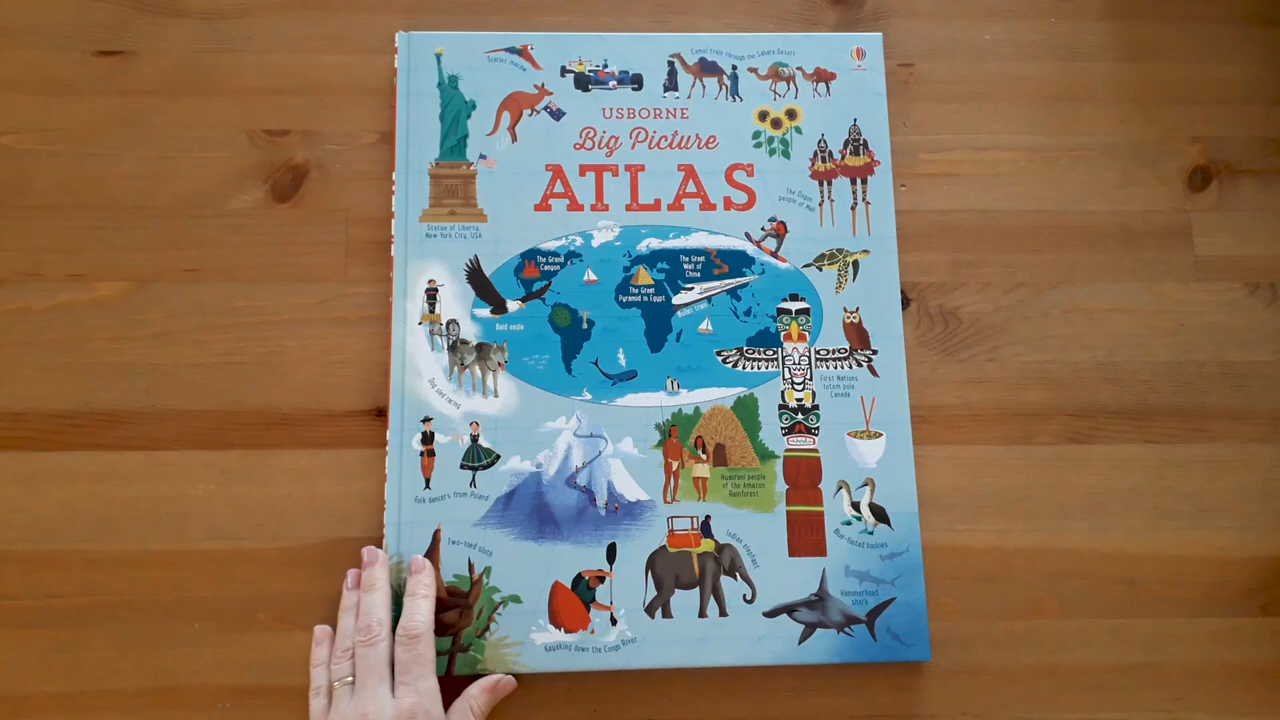 Scarlet macaw
Camel train through the Sahara Desert
USBORNE
Big Picture
ATLAS
The Dogon
people of Mali
Statue of Liberty,
New York City, USA
The Grand
Canyon
The Great
Wall of
China
The Great
Pyramid in Egypt
Bullet train
Bald eagle
Dog sled racing
First Nations
totem pole,
Canada
Folk dancers from Poland
Huaorani people
of the Amazon
Rainforest
Two-toed sloth
Indian elephant
Blue-footed boobies
Hammerhead
shark
Kayaking down the Congo River